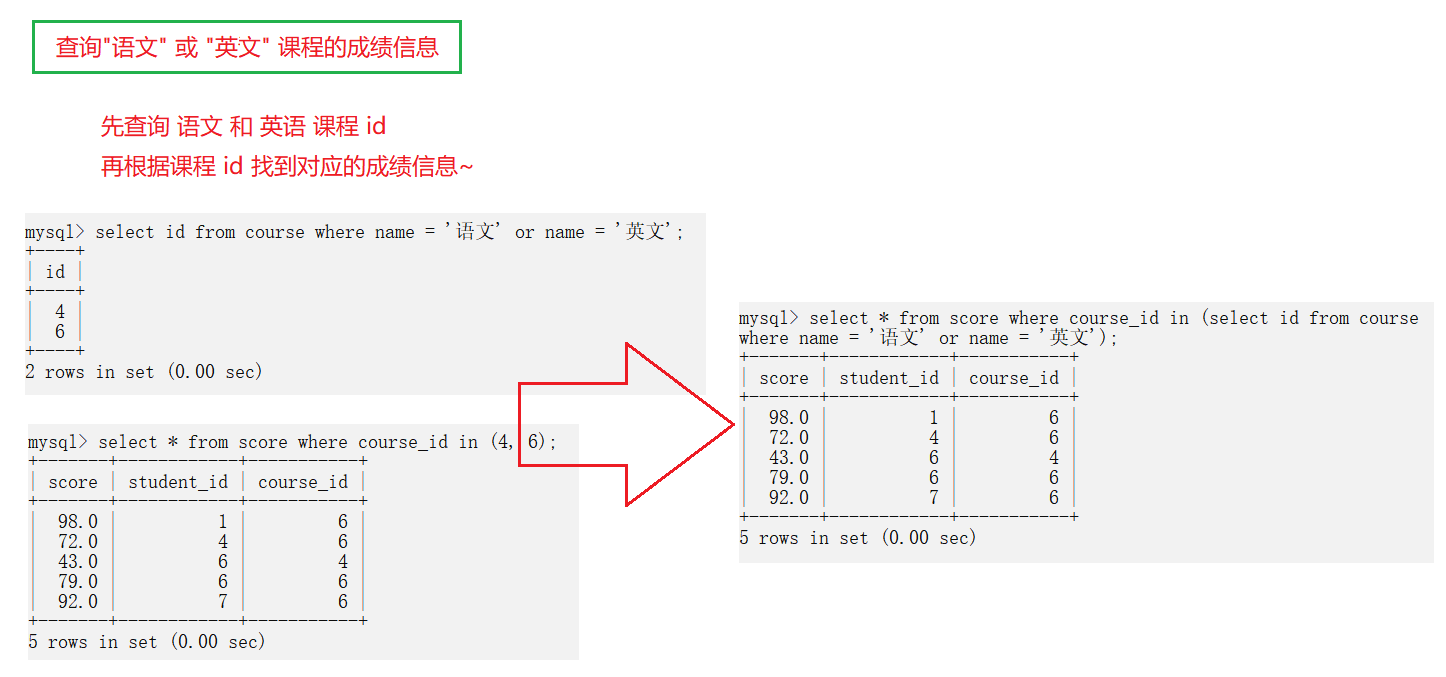 查询"语文" 或 "英文" 课程的成绩信息
先查询 语文 和 英语 课程 id
再根据课程 id 找到对应的成绩信息~
mysql> select id from course where name = '语文' or name = '英文';
+----+
| id |
+----+
|  4 |
|  6 |
+----+
2 rows in set (0.00 sec)
mysql> select * from score where course_id in (4, 6);
+-------+------------+-----------+
| score | student_id | course_id |
+-------+------------+-----------+
|  98.0 |          1 |         6 |
|  72.0 |          4 |         6 |
|  43.0 |          6 |         4 |
|  79.0 |          6 |         6 |
|  92.0 |          7 |         6 |
+-------+------------+-----------+
5 rows in set (0.00 sec)
mysql> select * from score where course_id in (select id from course
where name = '语文' or name = '英文');
+-------+------------+-----------+
| score | student_id | course_id |
+-------+------------+-----------+
|  98.0 |          1 |         6 |
|  72.0 |          4 |         6 |
|  43.0 |          6 |         4 |
|  79.0 |          6 |         6 |
|  92.0 |          7 |         6 |
+-------+------------+-----------+
5 rows in set (0.00 sec)